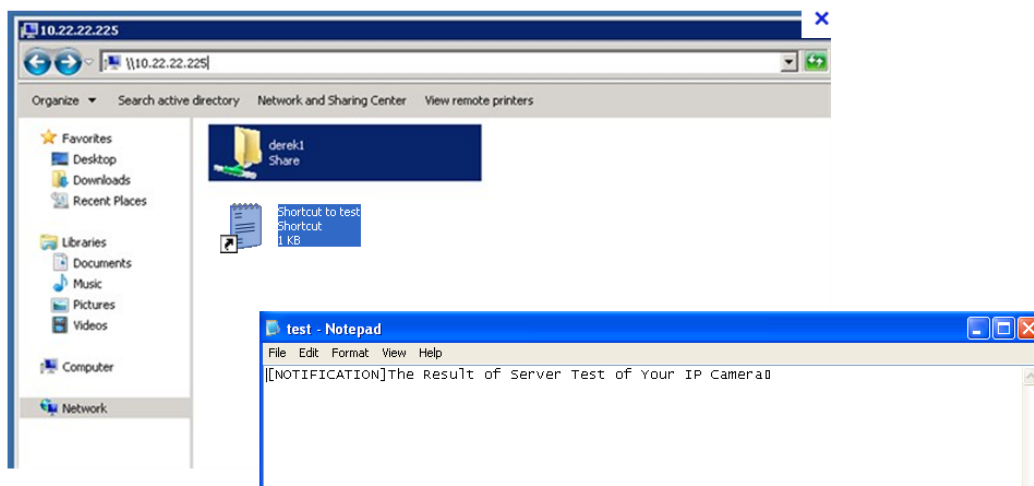 10.22.22.225
\\10.22.22.225
Organize Search active directory Network and Sharing Center View remote printers
Favorites
Desktop
Downloads
Recent Places
Libraries
Documents
Music
Pictures
Videos
Computer
Network
derek1
Share
Shortcut to test
Shortcut
1 KB
test - Notepad
File Edit Format View Help
[NOTIFICATION]The Result of Server Test of Your IP Camera▯